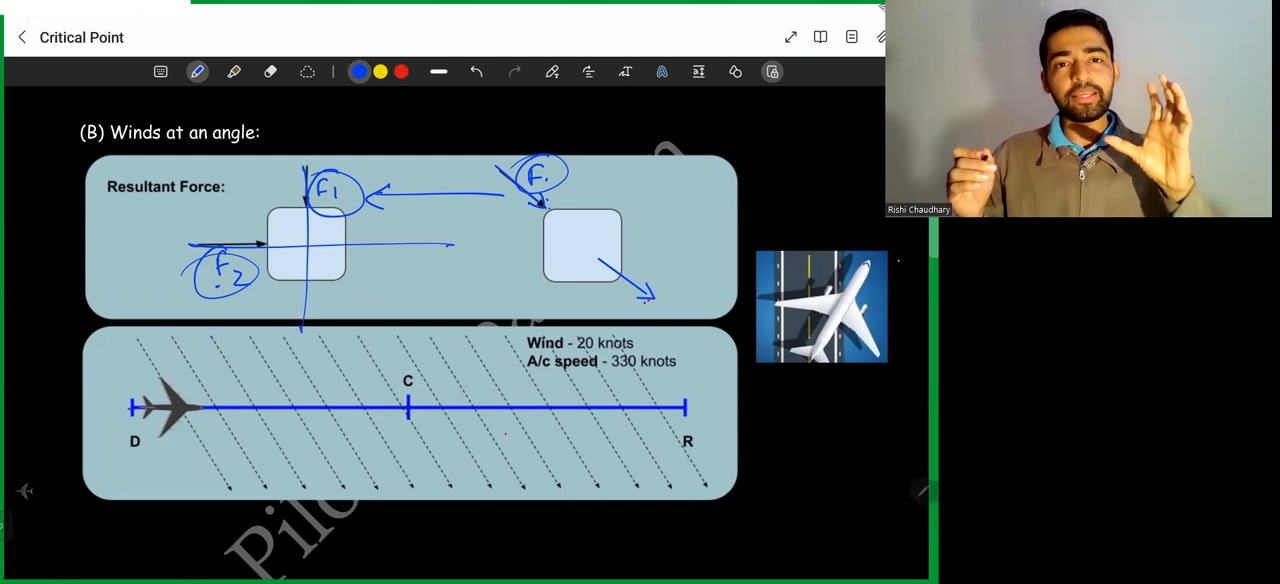 Critical Point
(B) Winds at an angle:
Resultant Force:
F1
F.
F2
Wind - 20 knots
A/c speed - 330 knots
C
D
R
Rishi Chaudhary